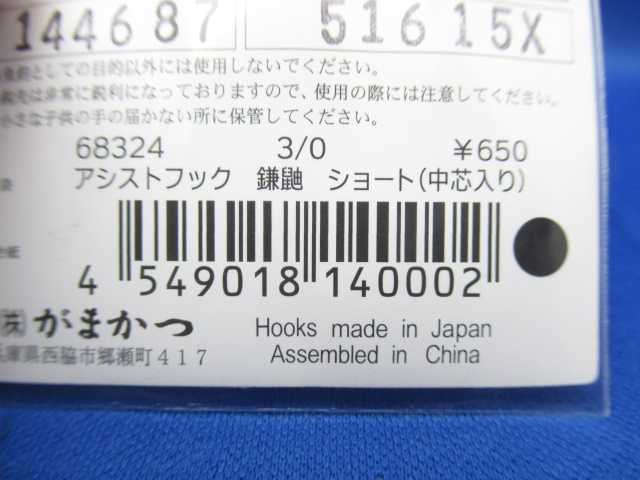 144687 51615X
魚釣としての目的以外には使用しないでください。
鈎先は非常に鋭利になっておりますので、使用の際には注意してください。
小さな子供の手の届かない所に保管してください。
68324 3/0 ¥650
アシストフック 鎌鼬 ショート(中芯入り)
袋
台紙
4 549018 140002
(株)がまかつ
兵庫県西脇市郷瀬町417
Hooks made in Japan
Assembled in China